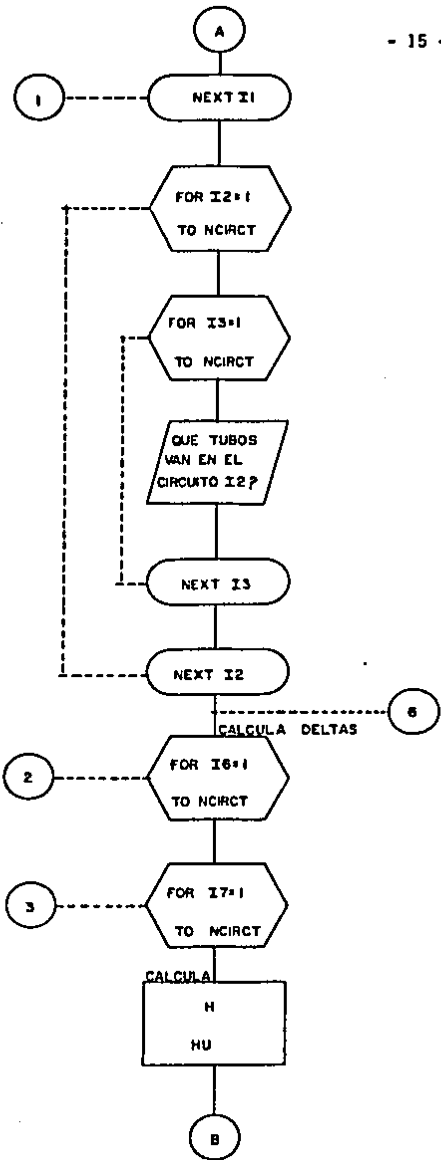 A
- 15 -
1
NEXT I1
FOR I2=1
TO NCIRCT
FOR I3=1
TO NCIRCT
QUE TUBOS
VAN EN EL
CIRCUITO I2?
NEXT I3
NEXT I2
6
CALCULA DELTAS
2
FOR I6=1
TO NCIRCT
3
FOR I7=1
TO NCIRCT
CALCULA
H
HU
B